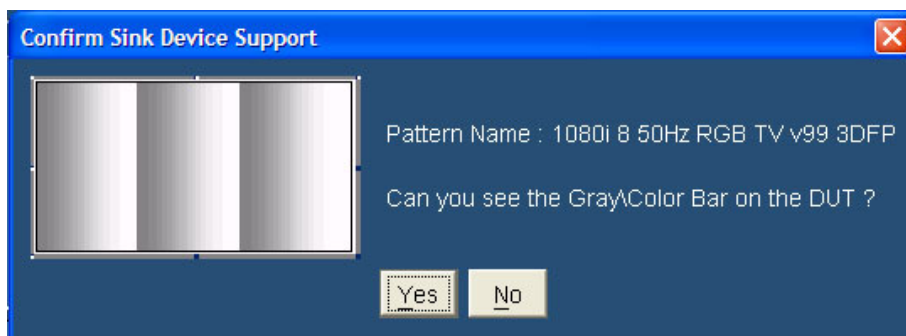 Confirm Sink Device Support
Pattern Name : 1080i 8 50Hz RGB TV v99 3DFP
Can you see the Gray\Color Bar on the DUT ?
Yes
No